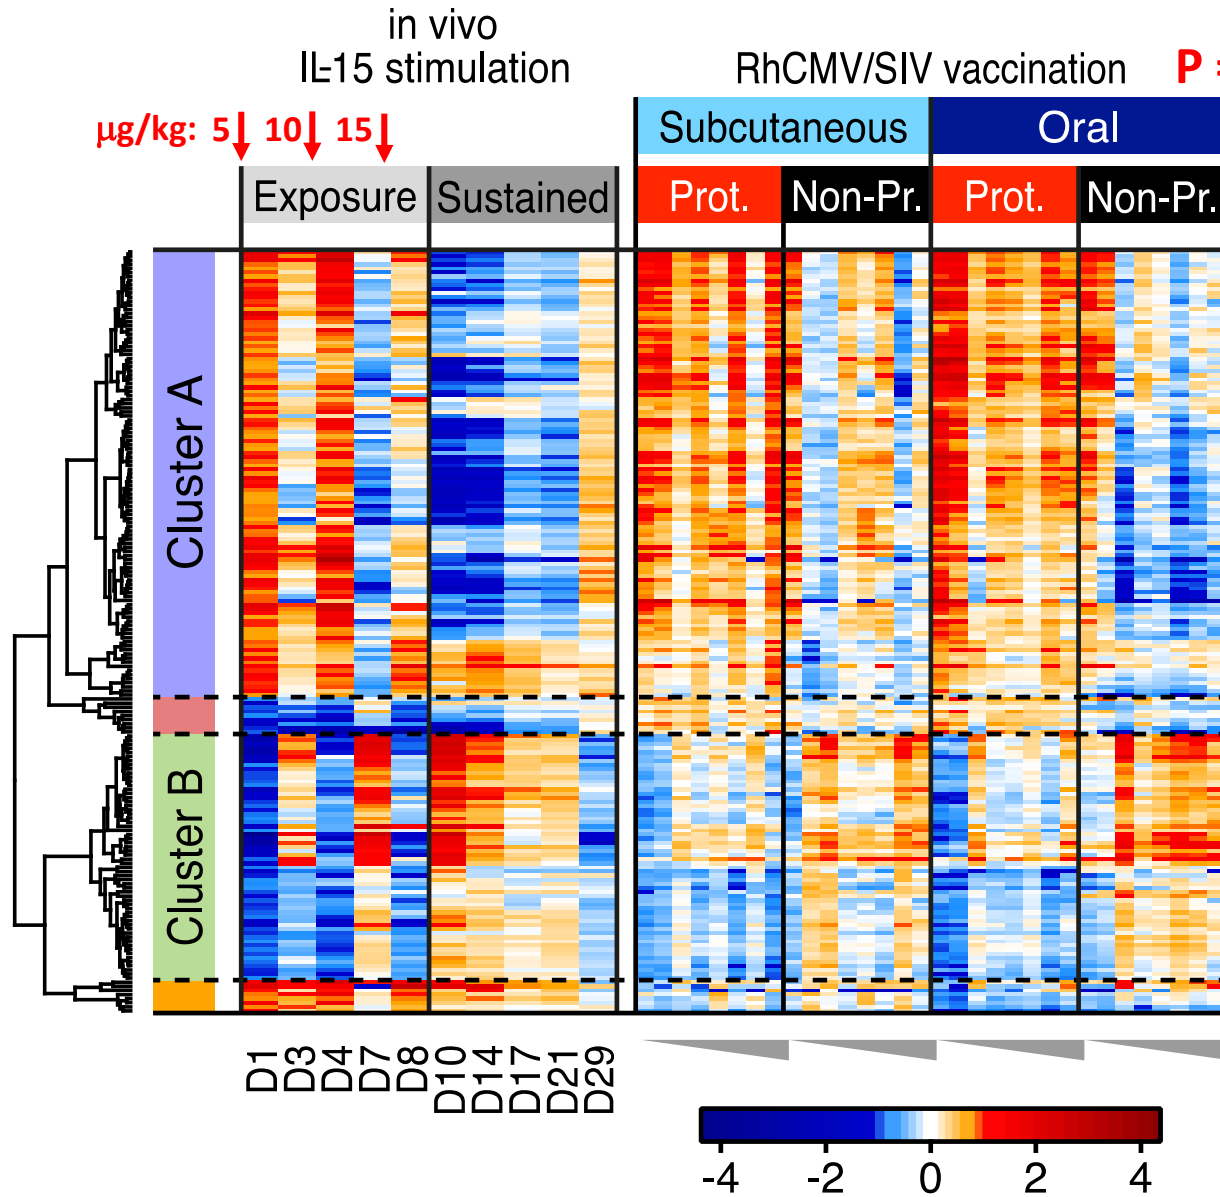 in vivo
IL-15 stimulation
RhCMV/SIV vaccination P =
µg/kg: 5 10 15
Subcutaneous Oral
Exposure Sustained Prot. Non-Pr. Prot. Non-Pr.
Cluster A
Cluster B
D1 D3 D4 D7 D8 D10 D14 D17 D21 D29
-4 -2 0 2 4